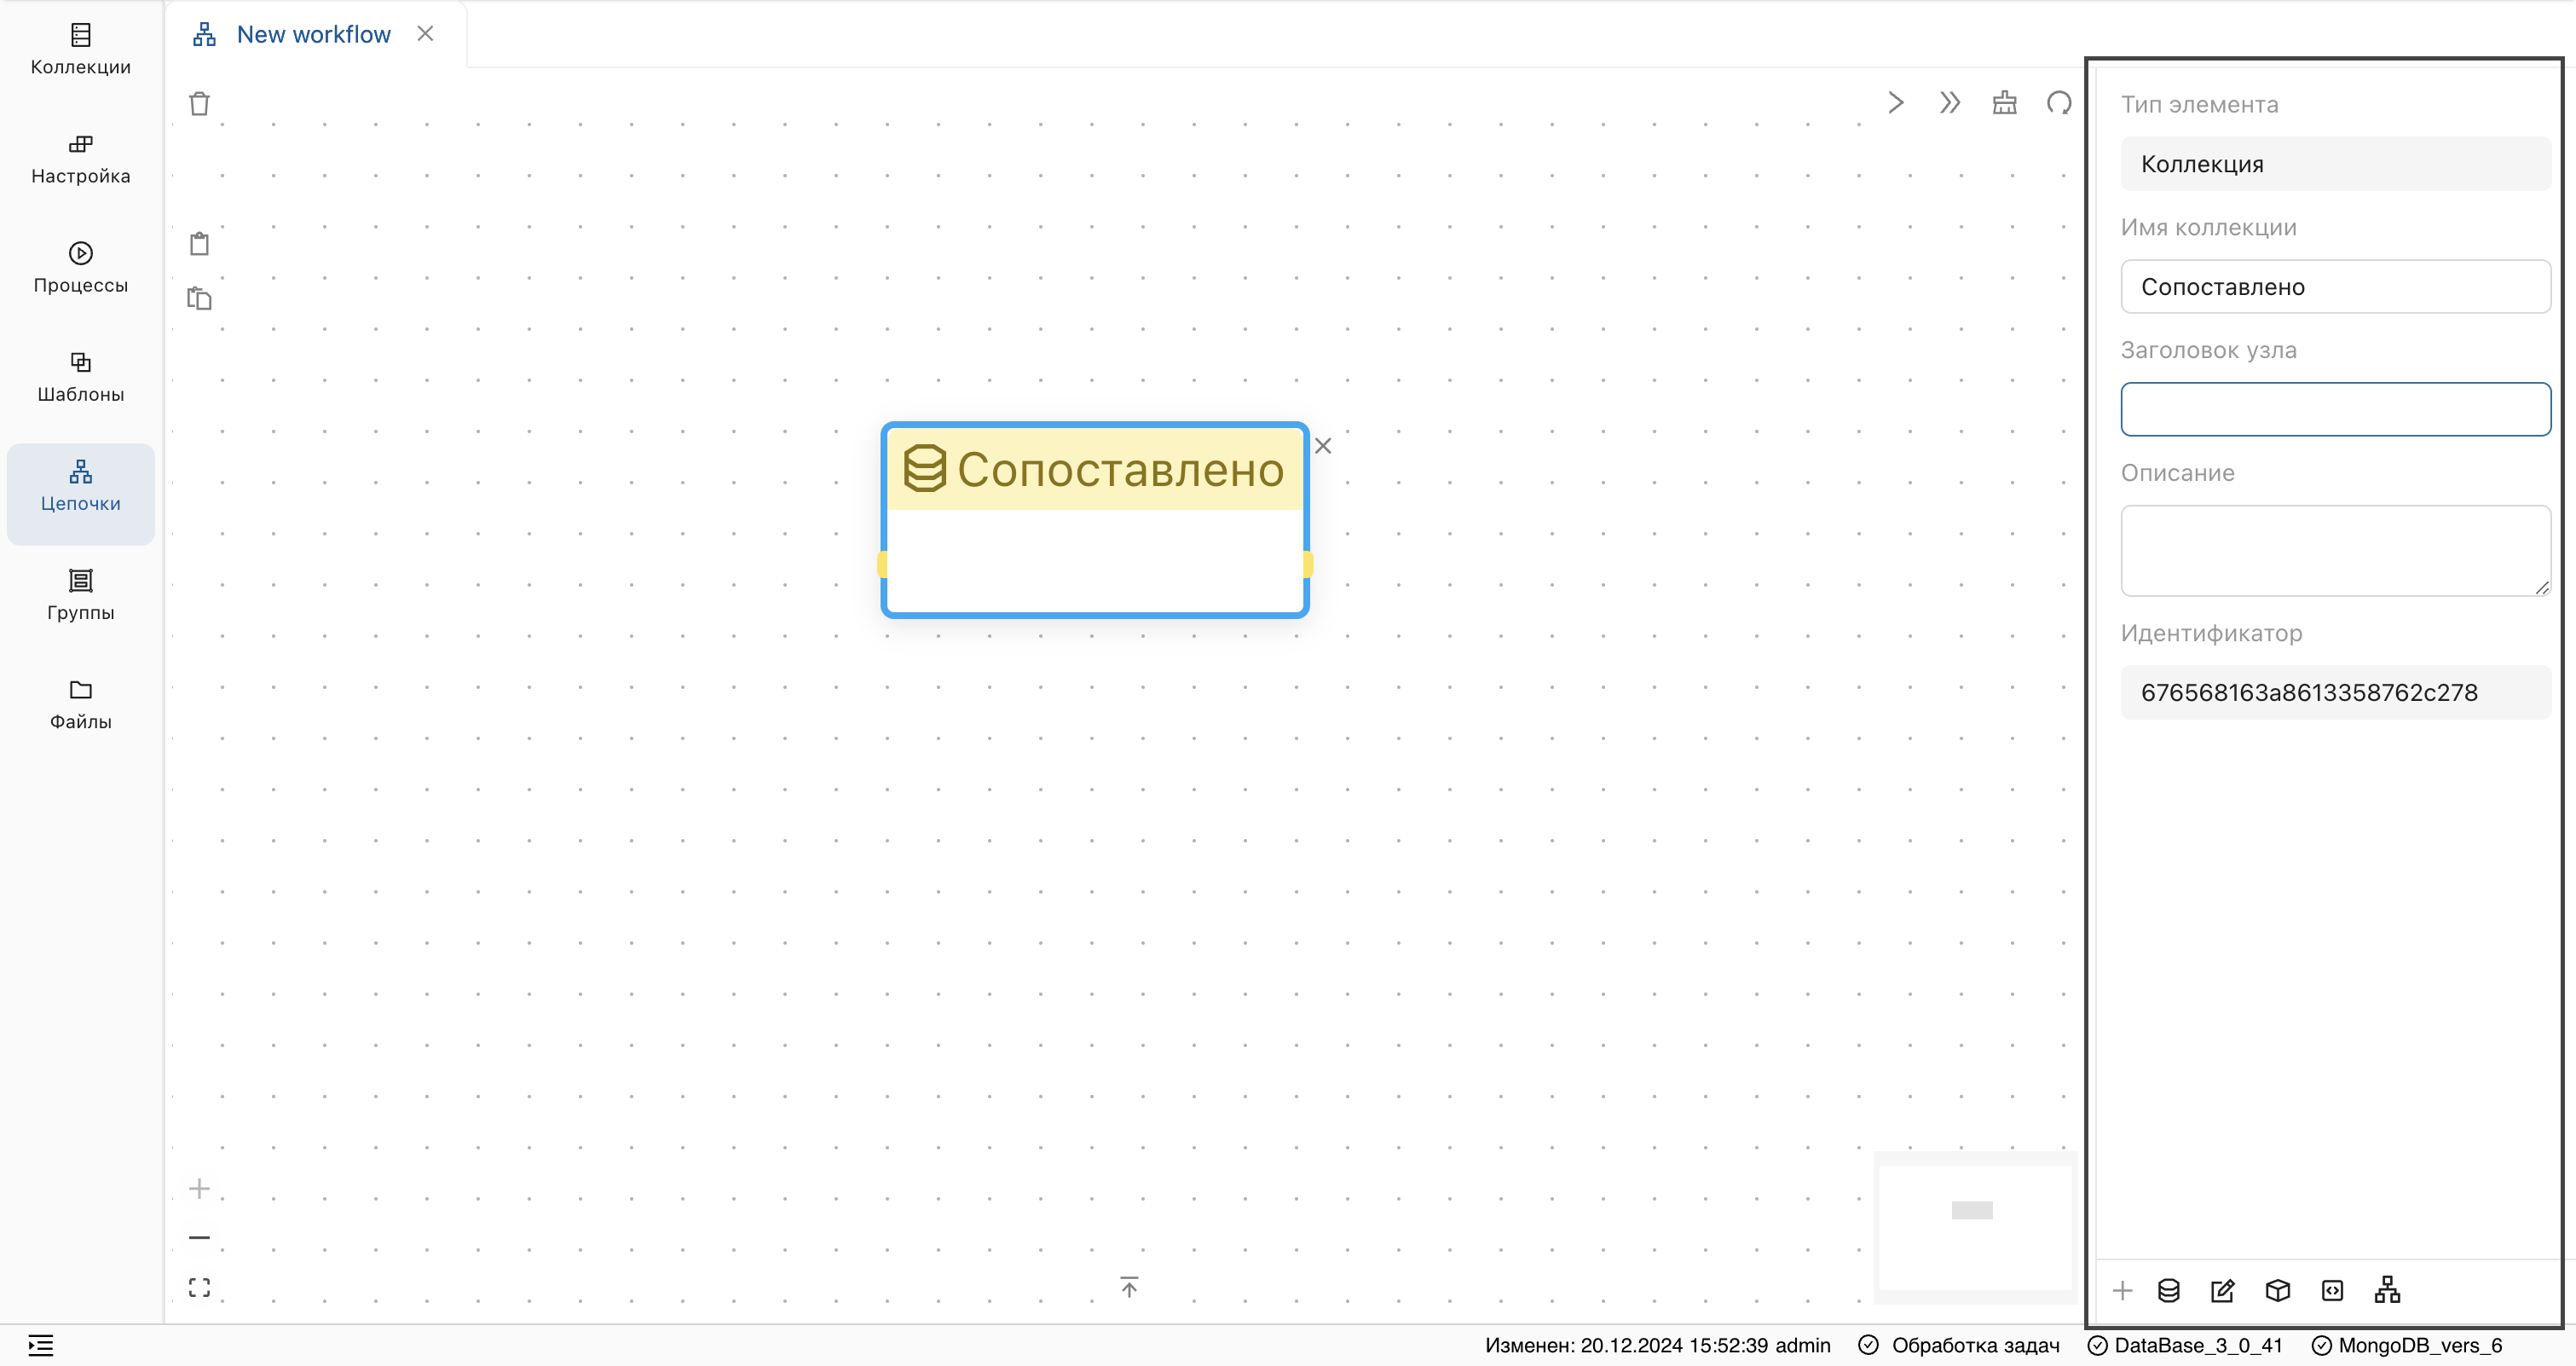 Коллекции
Настройка
Процессы
Шаблоны
Цепочки
Группы
Файлы
New workflow
Сопоставлено
Тип элемента
Коллекция
Имя коллекции
Сопоставлено
Заголовок узла
Описание
Идентификатор
676568163a8613358762c278
Изменен: 20.12.2024 15:52:39 admin Обработка задач DataBase_3_0_41 MongoDB_vers_6